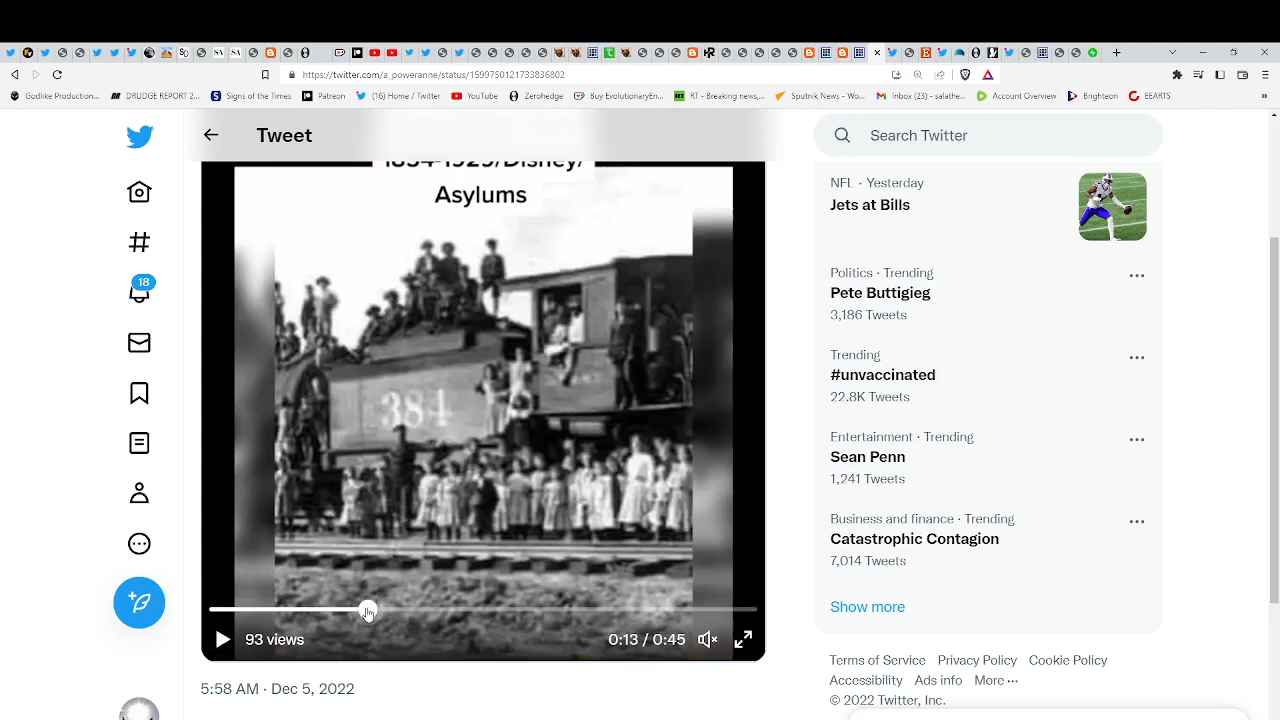 https://twitter.com/a_poweranne/status/1599750121733836802
Godlike Production...
DRUDGE REPORT 2...
Signs of the Times
Patreon
(16) Home / Twitter
YouTube
Zerohedge
Buy EvolutionaryEn...
RT - Breaking news,...
Sputnik News - Wo...
Inbox (23) - salathe...
Account Overview
Brighteon
EEARTS
»
Tweet
Search Twitter
1834-1929/Disney/
Asylums
384
NFL · Yesterday
Jets at Bills
Politics · Trending
Pete Buttigieg
3,186 Tweets
Trending
#unvaccinated
22.8K Tweets
Entertainment · Trending
Sean Penn
1,241 Tweets
Business and finance · Trending
Catastrophic Contagion
7,014 Tweets
Show more
18
93 views
0:13 / 0:45
5:58 AM · Dec 5, 2022
Terms of Service Privacy Policy Cookie Policy
Accessibility Ads info More ···
© 2022 Twitter, Inc.